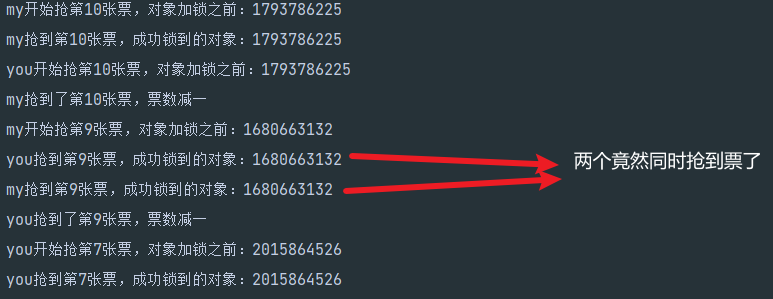 my开始抢第10张票，对象加锁之前：1793786225
my抢到第10张票，成功锁到的对象：1793786225
you开始抢第10张票，对象加锁之前：1793786225
my抢到了第10张票，票数减一
my开始抢第9张票，对象加锁之前：1680663132
you抢到第9张票，成功锁到的对象：1680663132
my抢到第9张票，成功锁到的对象：1680663132
两个竟然同时抢到票了
you抢到了第9张票，票数减一
you开始抢第7张票，对象加锁之前：2015864526
you抢到第7张票，成功锁到的对象：2015864526